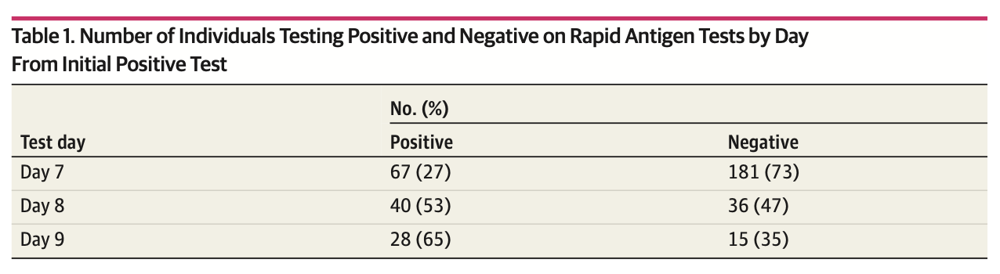 Table 1. Number of Individuals Testing Positive and Negative on Rapid Antigen Tests by Day
From Initial Positive Test
No. (%)
Test day Positive Negative
Day 7 67 (27) 181 (73)
Day 8 40 (53) 36 (47)
Day 9 28 (65) 15 (35)